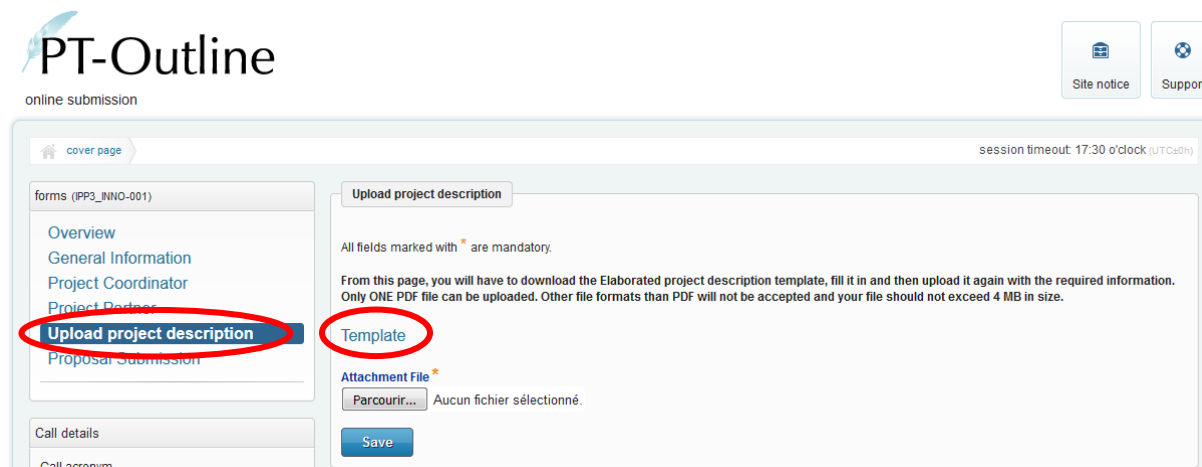 PT-Outline
online submission
Site notice
Suppor
cover page
session timeout: 17:30 o'clock (UTC±0h)
forms (IPP3_INNO-001)
Overview
General Information
Project Coordinator
Project Partner
Upload project description
Proposal Submission
Call details
Call acronym
Upload project description
All fields marked with * are mandatory.
From this page, you will have to download the Elaborated project description template, fill it in and then upload it again with the required information.
Only ONE PDF file can be uploaded. Other file formats than PDF will not be accepted and your file should not exceed 4 MB in size.
Template
Attachment File *
Parcourir... Aucun fichier sélectionné.
Save